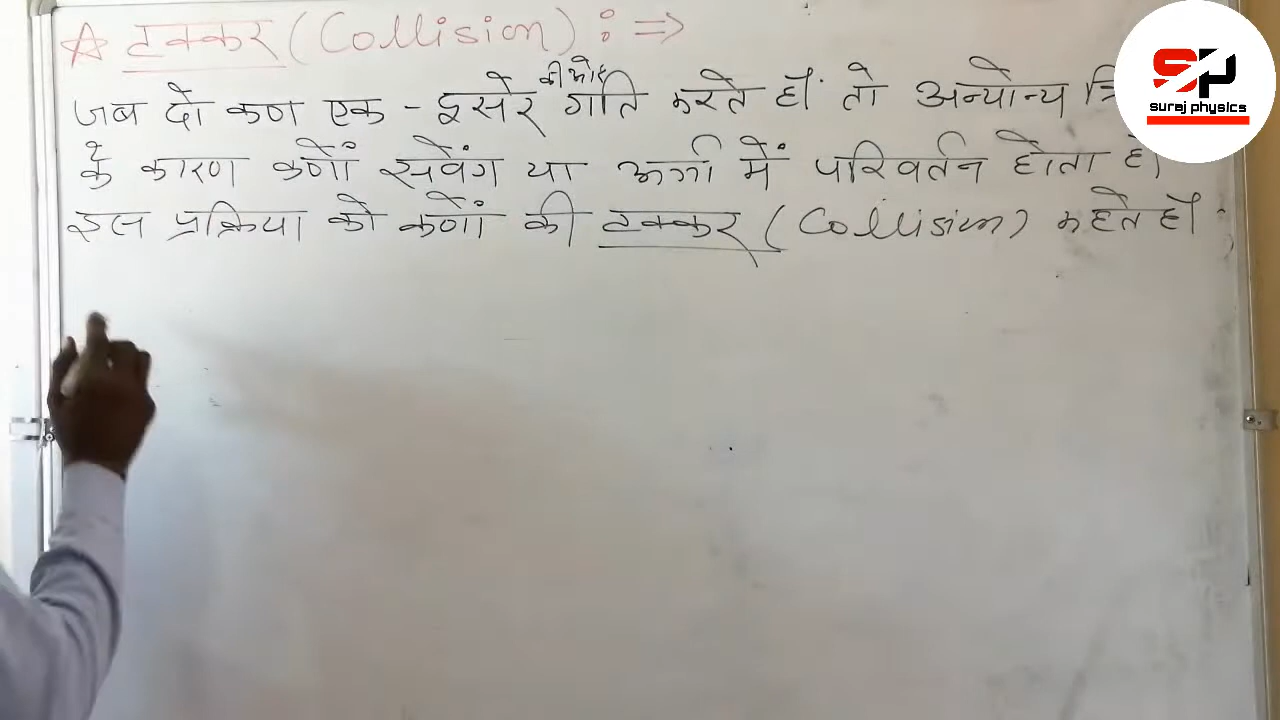 ☆ टक्कर (Collision) : ⇒
की ओर
जब दो कण एक - दूसरे गति करते हैं. तो अन्योन्य
के कारण कणों संवेग या ऊर्जा में परिवर्तन होता है।
इस प्रक्रिया को कणों की टक्कर (Collision) कहते हैं;
SP
suraj physics